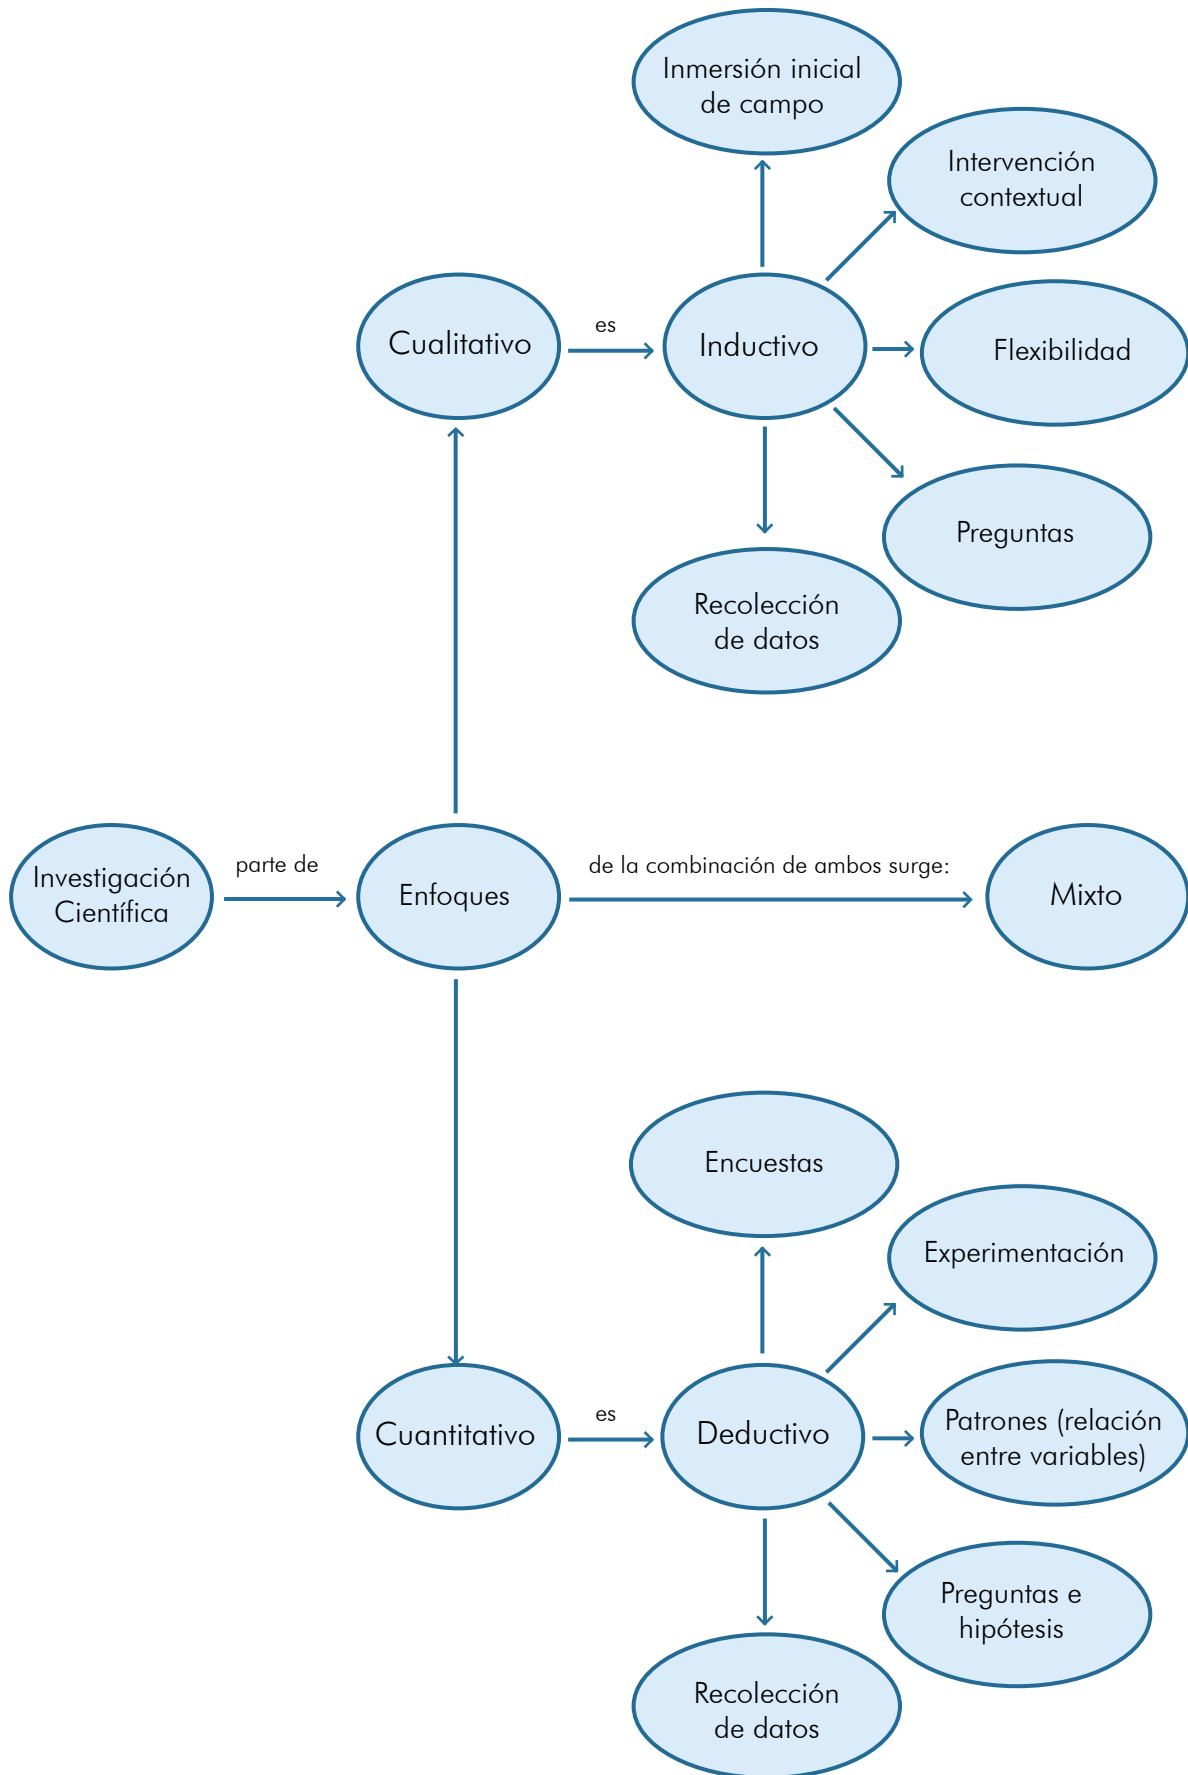 Inmersión inicial
de campo
Intervención
contextual
Cualitativo
es
Inductivo
Flexibilidad
Preguntas
Recolección
de datos
Investigación
Científica
parte de
Enfoques
de la combinación de ambos surge:
Mixto
Encuestas
Experimentación
Cuantitativo
es
Deductivo
Patrones (relación
entre variables)
Preguntas e
hipótesis
Recolección
de datos